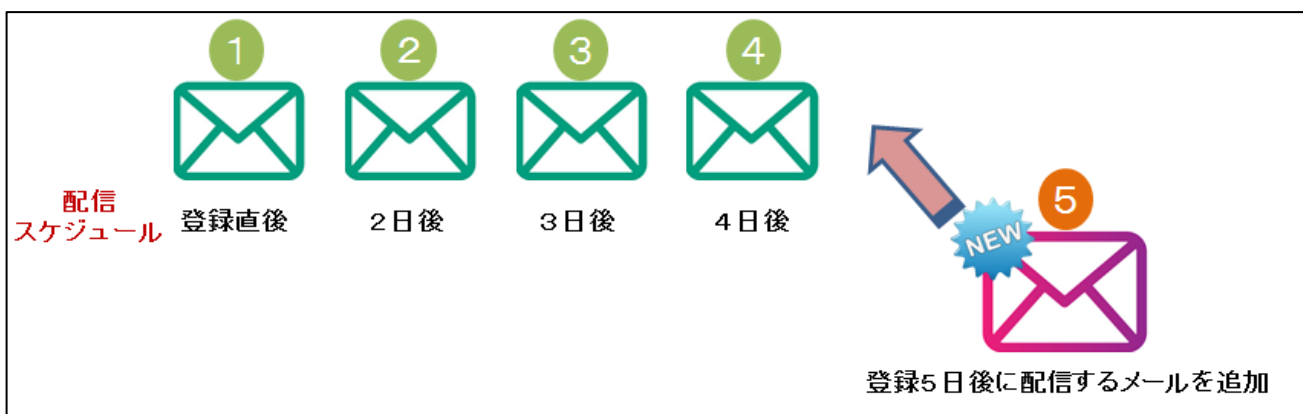 1
2
3
4
配信
スケジュール
登録直後
２日後
３日後
４日後
5
NEW
登録5日後に配信するメールを追加